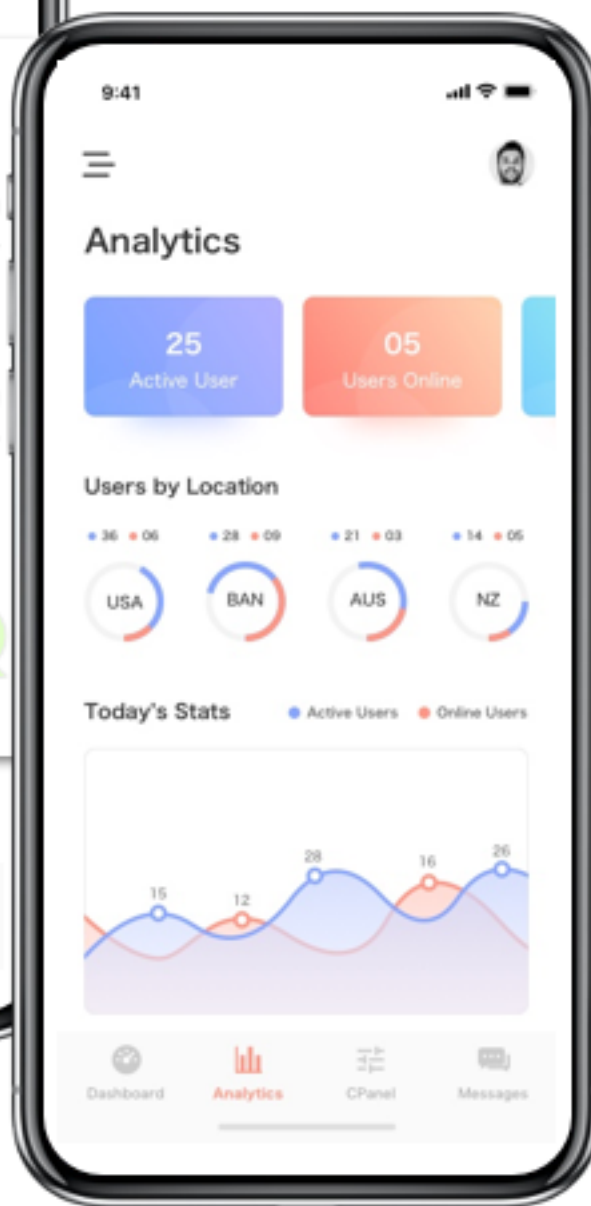 9:41
Analytics
25
Active User
05
Users Online
Users by Location
36 06
28 09
21 03
14 05
USA
BAN
AUS
NZ
Today's Stats
Active Users Online Users
28
16
26
15
12
Dashboard
Analytics
CPanel
Messages